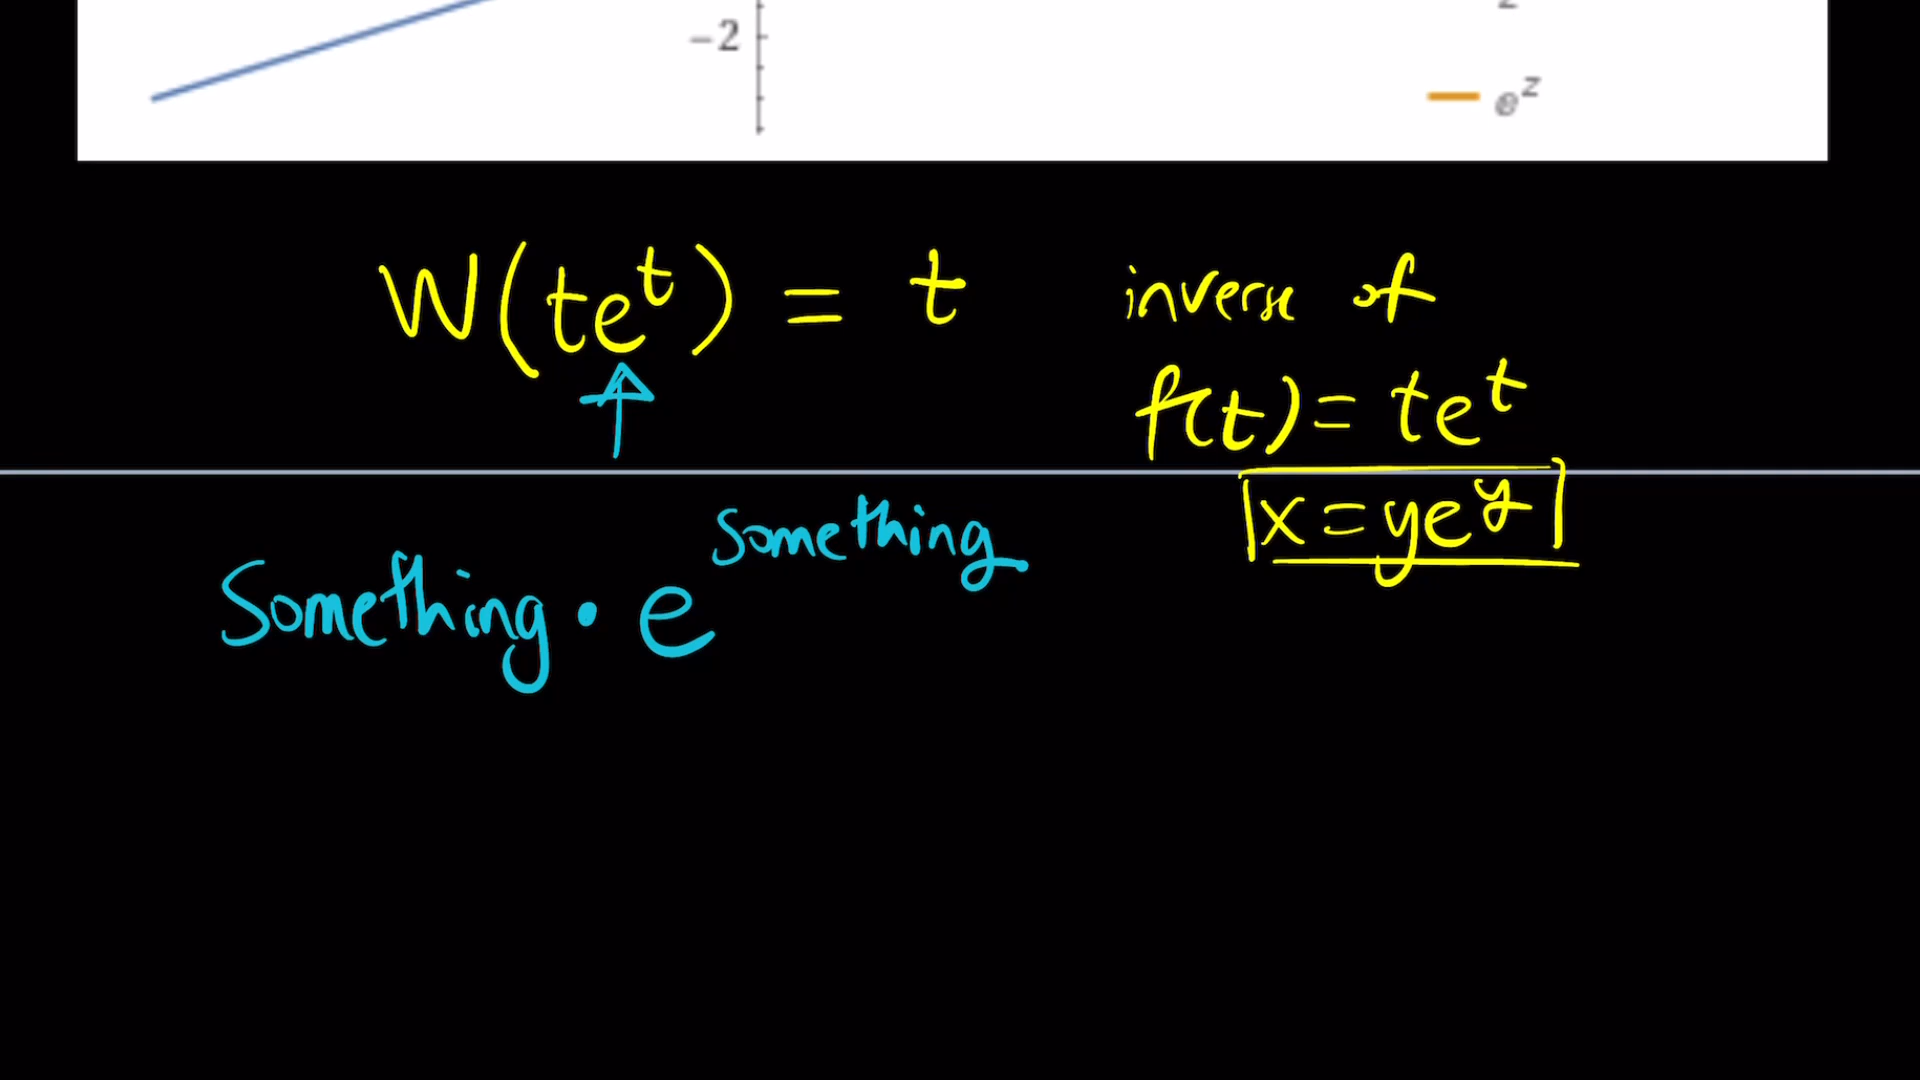 -2
e^z
W(te^t) = t inverse of
f(t) = te^t
x = ye^y
Something • e^Something